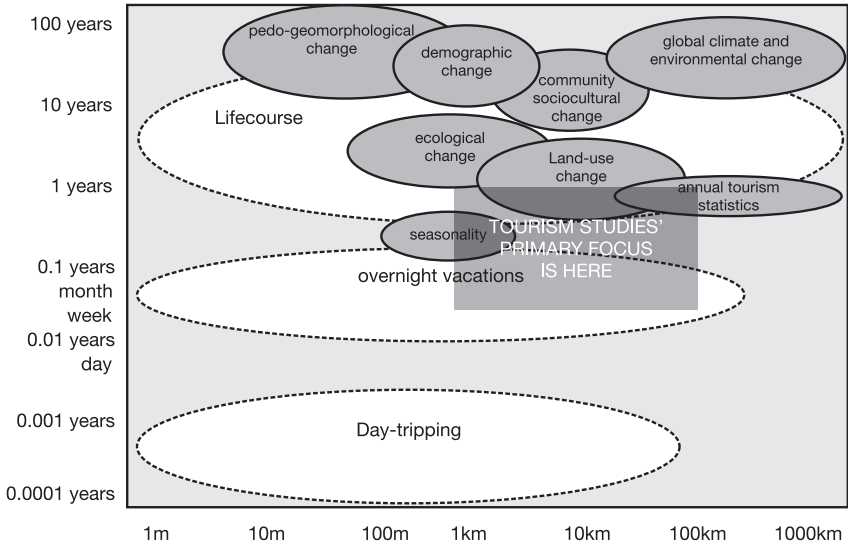 100 years
10 years
1 years
0.1 years
month
week
0.01 years
day
0.001 years
0.0001 years
pedo-geomorphological
change
demographic
change
community
sociocultural
change
global climate and
environmental change
Lifecourse
ecological
change
Land-use
change
annual tourism
statistics
seasonality
TOURISM STUDIES’
PRIMARY FOCUS
IS HERE
overnight vacations
Day-tripping
1m
10m
100m
1km
10km
100km
1000km